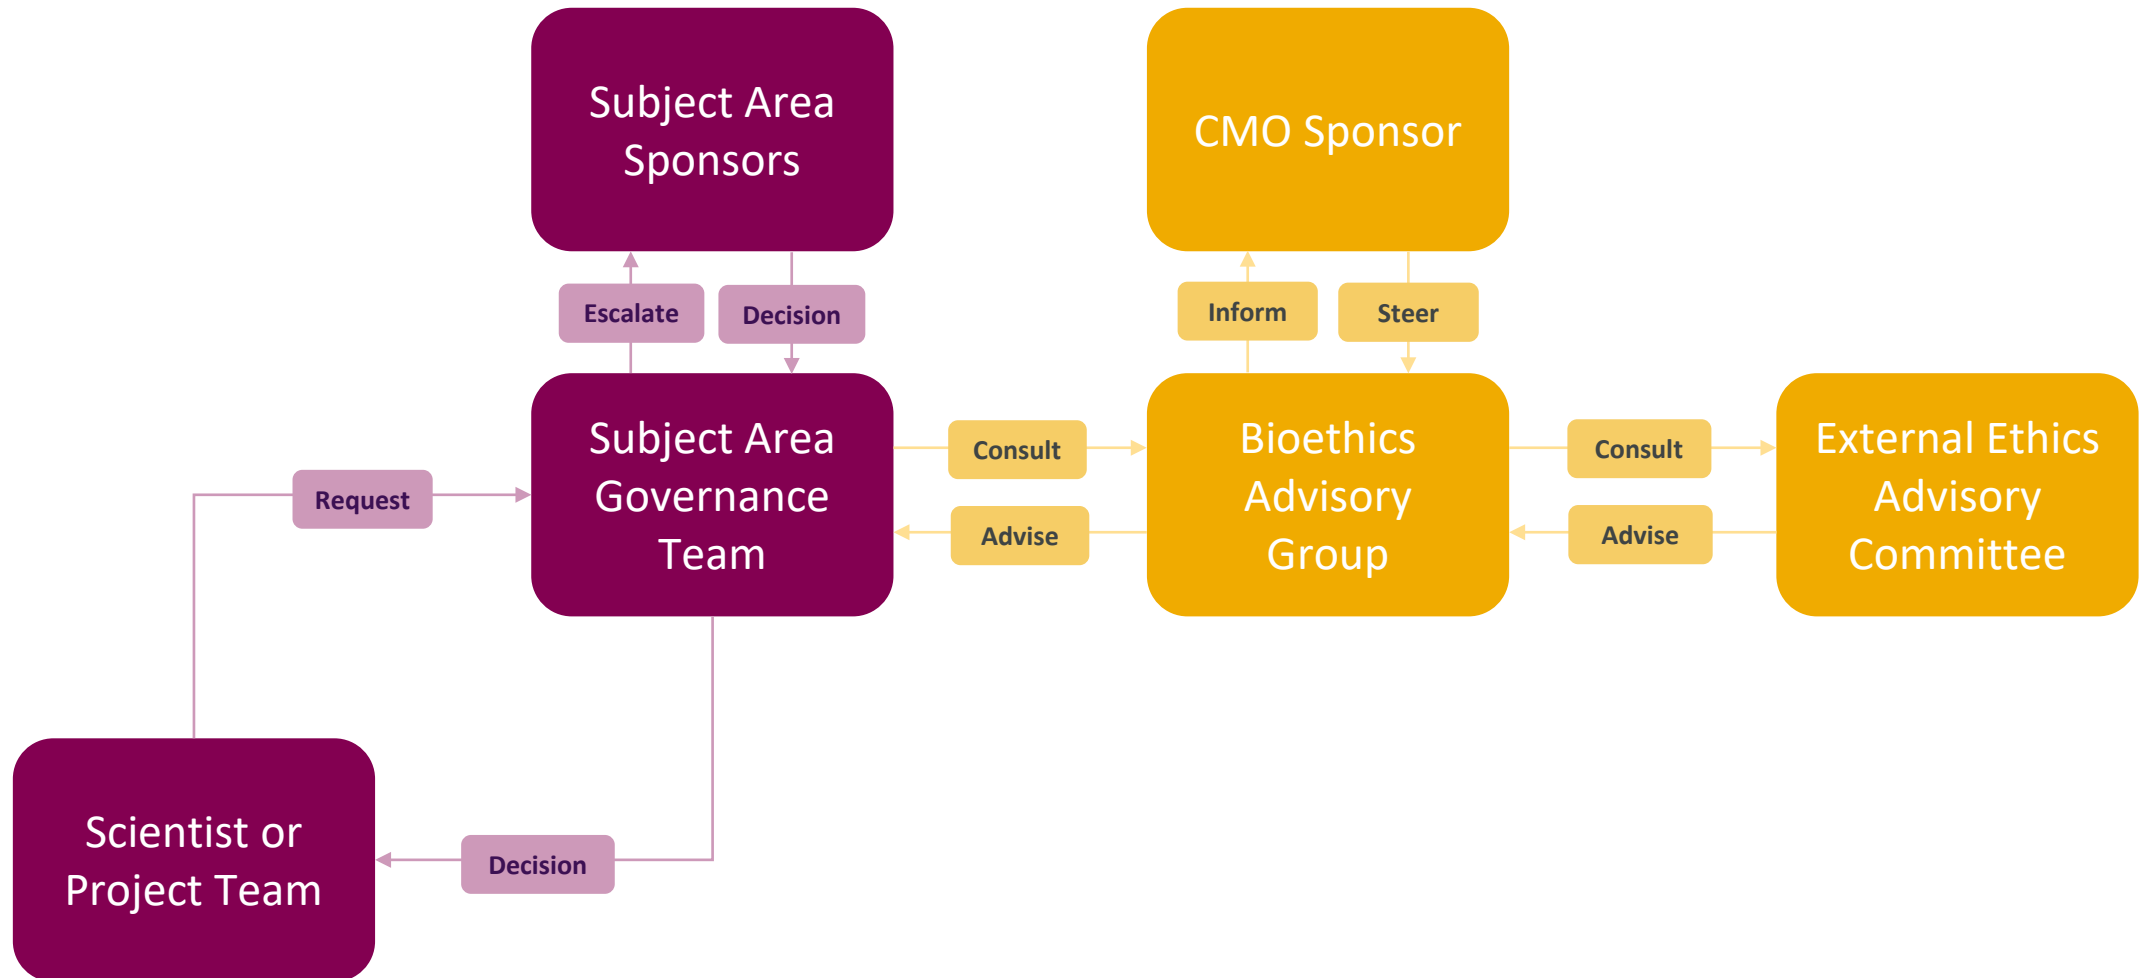 Subject Area
Sponsors
CMO Sponsor
Escalate
Decision
Inform
Steer
Subject Area
Governance
Team
Consult
Advise
Bioethics
Advisory
Group
Consult
Advise
External Ethics
Advisory
Committee
Request
Scientist or
Project Team
Decision